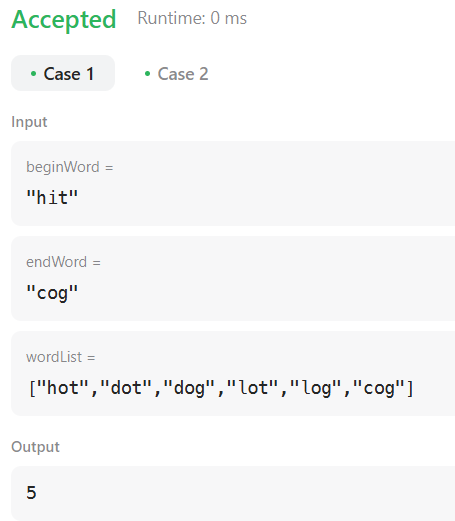 Accepted Runtime: 0 ms
• Case 1 • Case 2
Input
beginWord =
"hit"
endWord =
"cog"
wordList =
["hot","dot","dog","lot","log","cog"]
Output
5